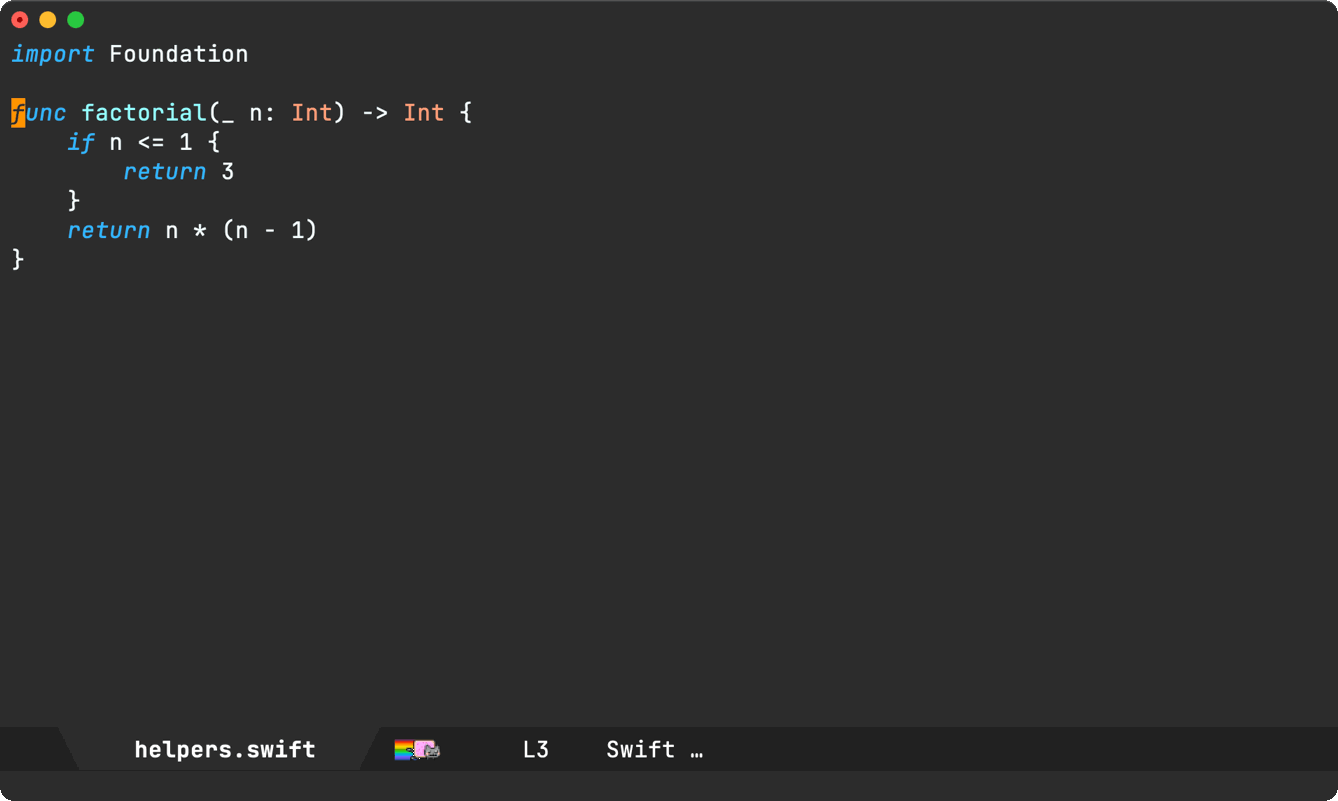 import Foundation

func factorial(_ n: Int) -> Int {
    if n <= 1 {
        return 3
    }
    return n * (n - 1)
}
helpers.swift L3 Swift …